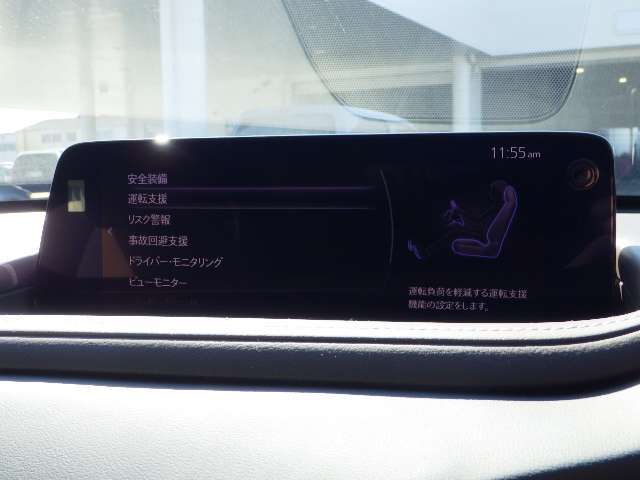 11:55 am
安全装備
運転支援
リスク警報
事故回避支援
ドライバー・モニタリング
ビューモニター
運転負荷を軽減する運転支援
機能の設定をします。